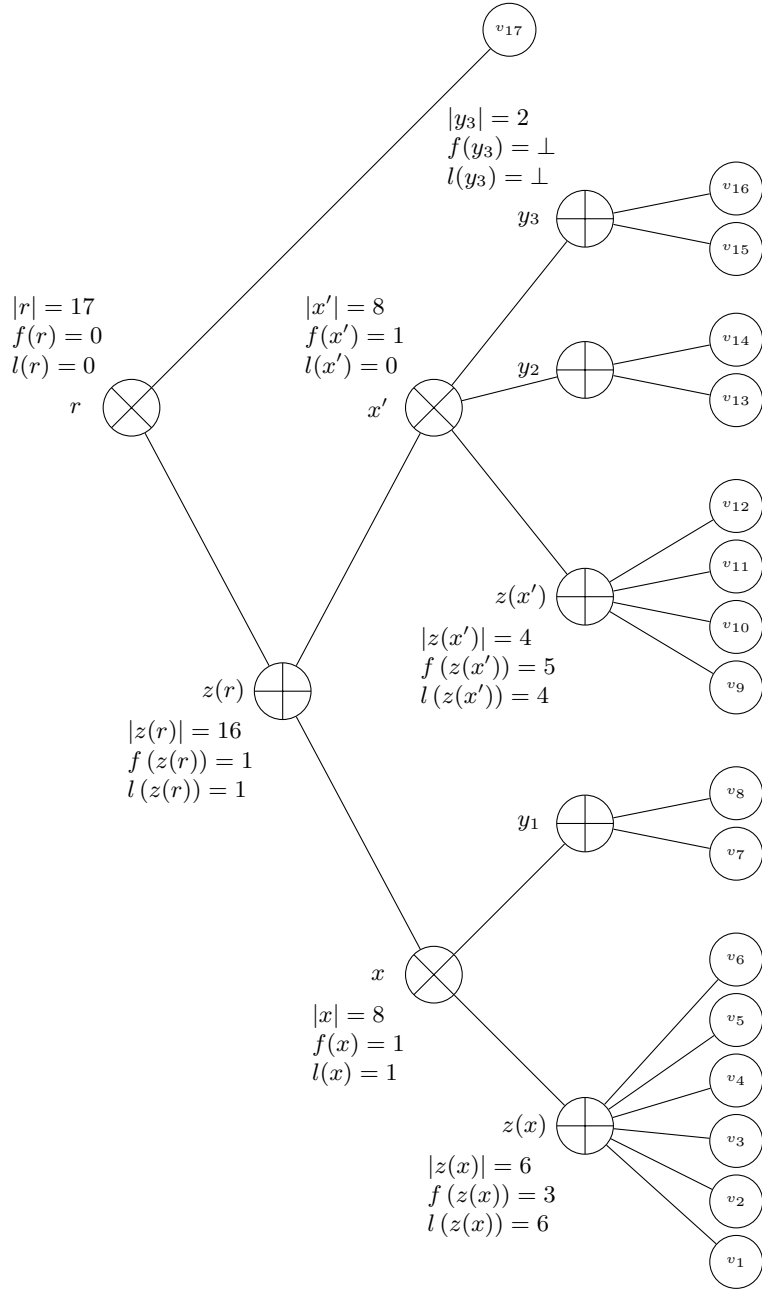 v17
|y3| = 2
f(y3) = ⊥
l(y3) = ⊥
v16
y3
v15
|r| = 17
f(r) = 0
l(r) = 0
|x′| = 8
f(x′) = 1
l(x′) = 0
v14
y2
v13
r
x′
v12
v11
z(x′)
v10
|z(x′)| = 4
f (z(x′)) = 5
l (z(x′)) = 4
v9
z(r)
|z(r)| = 16
f (z(r)) = 1
l (z(r)) = 1
v8
y1
v7
v6
x
|x| = 8
f(x) = 1
l(x) = 1
v5
v4
z(x)
v3
|z(x)| = 6
f (z(x)) = 3
l (z(x)) = 6
v2
v1